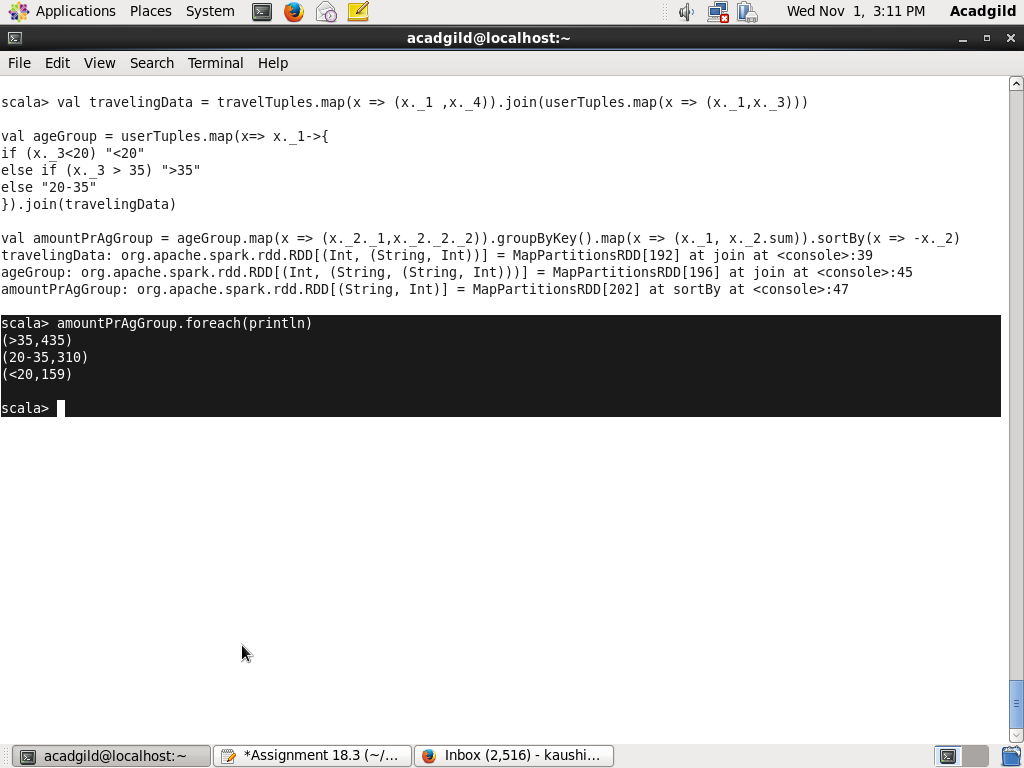 Applications Places System Wed Nov 1, 3:11 PM Acadgild
acadgild@localhost:~
File Edit View Search Terminal Help
scala> val travelingData = travelTuples.map(x => (x._1 ,x._4)).join(userTuples.map(x => (x._1,x._3)))
val ageGroup = userTuples.map(x=> x._1->{
if (x._3<20) "<20"
else if (x._3 > 35) ">35"
else "20-35"
}).join(travelingData)
val amountPrAgGroup = ageGroup.map(x => (x._2._1,x._2._2._2)).groupByKey().map(x => (x._1, x._2.sum)).sortBy(x => -x._2)
travelingData: org.apache.spark.rdd.RDD[(Int, (String, Int))] = MapPartitionsRDD[192] at join at <console>:39
ageGroup: org.apache.spark.rdd.RDD[(Int, (String, (String, Int)))] = MapPartitionsRDD[196] at join at <console>:45
amountPrAgGroup: org.apache.spark.rdd.RDD[(String, Int)] = MapPartitionsRDD[202] at sortBy at <console>:47
scala> amountPrAgGroup.foreach(println)
(>35,435)
(20-35,310)
(<20,159)
scala>
acadgild@localhost:~ *Assignment 18.3 (~/... Inbox (2,516) - kaushi...